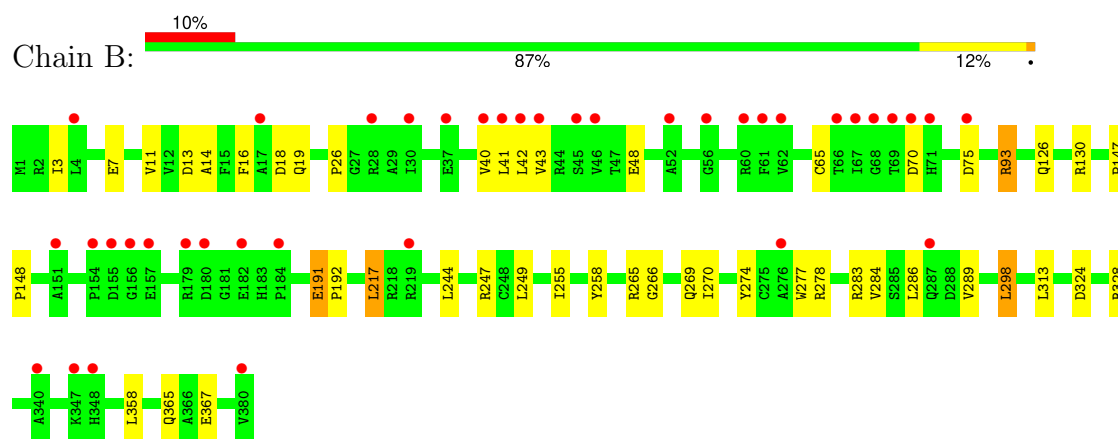 10%
Chain B:
87%
12%
•
M1 R2 I3 L4 E7 V11 V12 D13 A14 F15 F16 A17 D18 Q19 P26 G27 R28 A29 I30 E37 V40 L41 L42 V43 R44 S45 V46 T47 E48 A52 G56 R60 F61 V62 C65 T66 I67 G68 T69 D70 H71 D75 R93 Q126 R130
P148 A151 P154 D155 G156 E157 R179 D180 G181 E182 H183 P184 E191 P192 L217 R218 R219 L244 R247 C248 L249 I255 Y258 R265 G266 Q269 I270 Y274 C275 A276 W277 R278 R283 V284 S285 L286 Q287 D288 V289 L298 L313 D324
A340 K347 H348 L358 Q365 A366 E367 V380